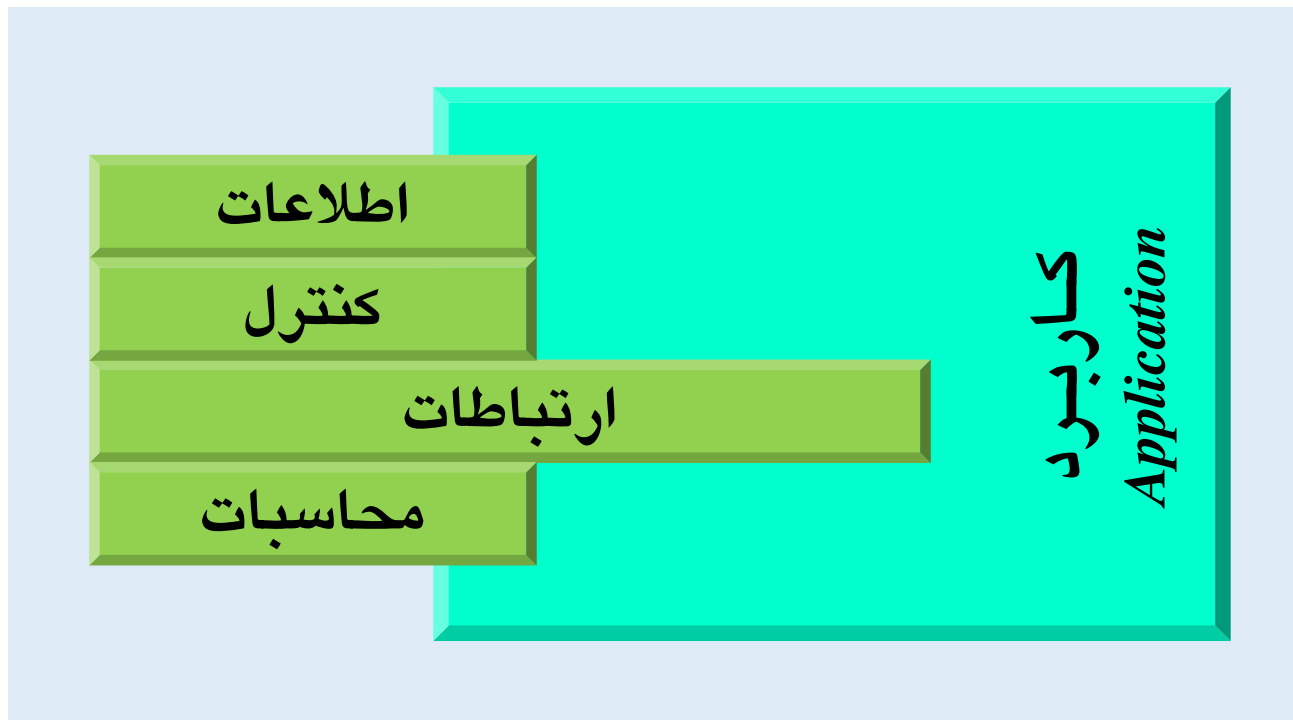 اطلاعات
کنترل
ارتباطات
محاسبات
کاربرد
Application